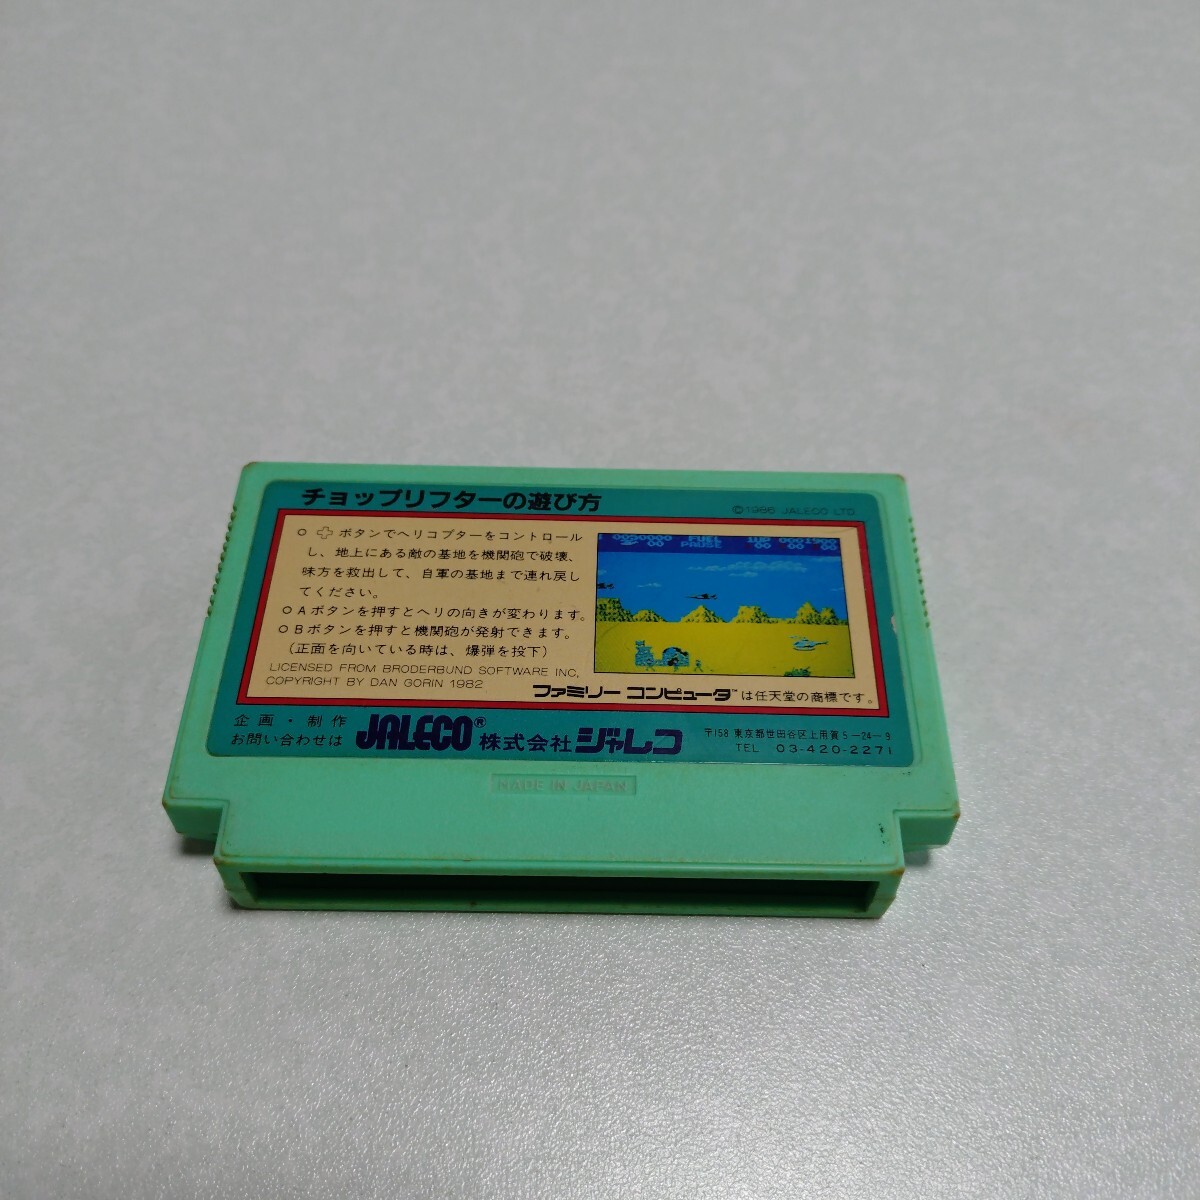 チョップリフターの遊び方
©1986 JALECO LTD
○ ✚ボタンでヘリコプターをコントロール
し、地上にある敵の基地を機関砲で破壊、
味方を救出して、自軍の基地まで連れ戻し
てください。
○Aボタンを押すとヘリの向きが変わります。
○Bボタンを押すと機関砲が発射できます。
(正面を向いている時は、爆弾を投下)
LICENSED FROM BRODERBUND SOFTWARE INC,
COPYRIGHT BY DAN GORIN 1982
0050000 FUEL 1UP 0001900
00 PAUSE 00 00 00
ファミリー コンピュータ™は任天堂の商標です。
企画・制作
お問い合わせは
JALECO® 株式会社 ジャレコ
〒158 東京都世田谷区上用賀5-24-9
TEL 03-420-2271
MADE IN JAPAN